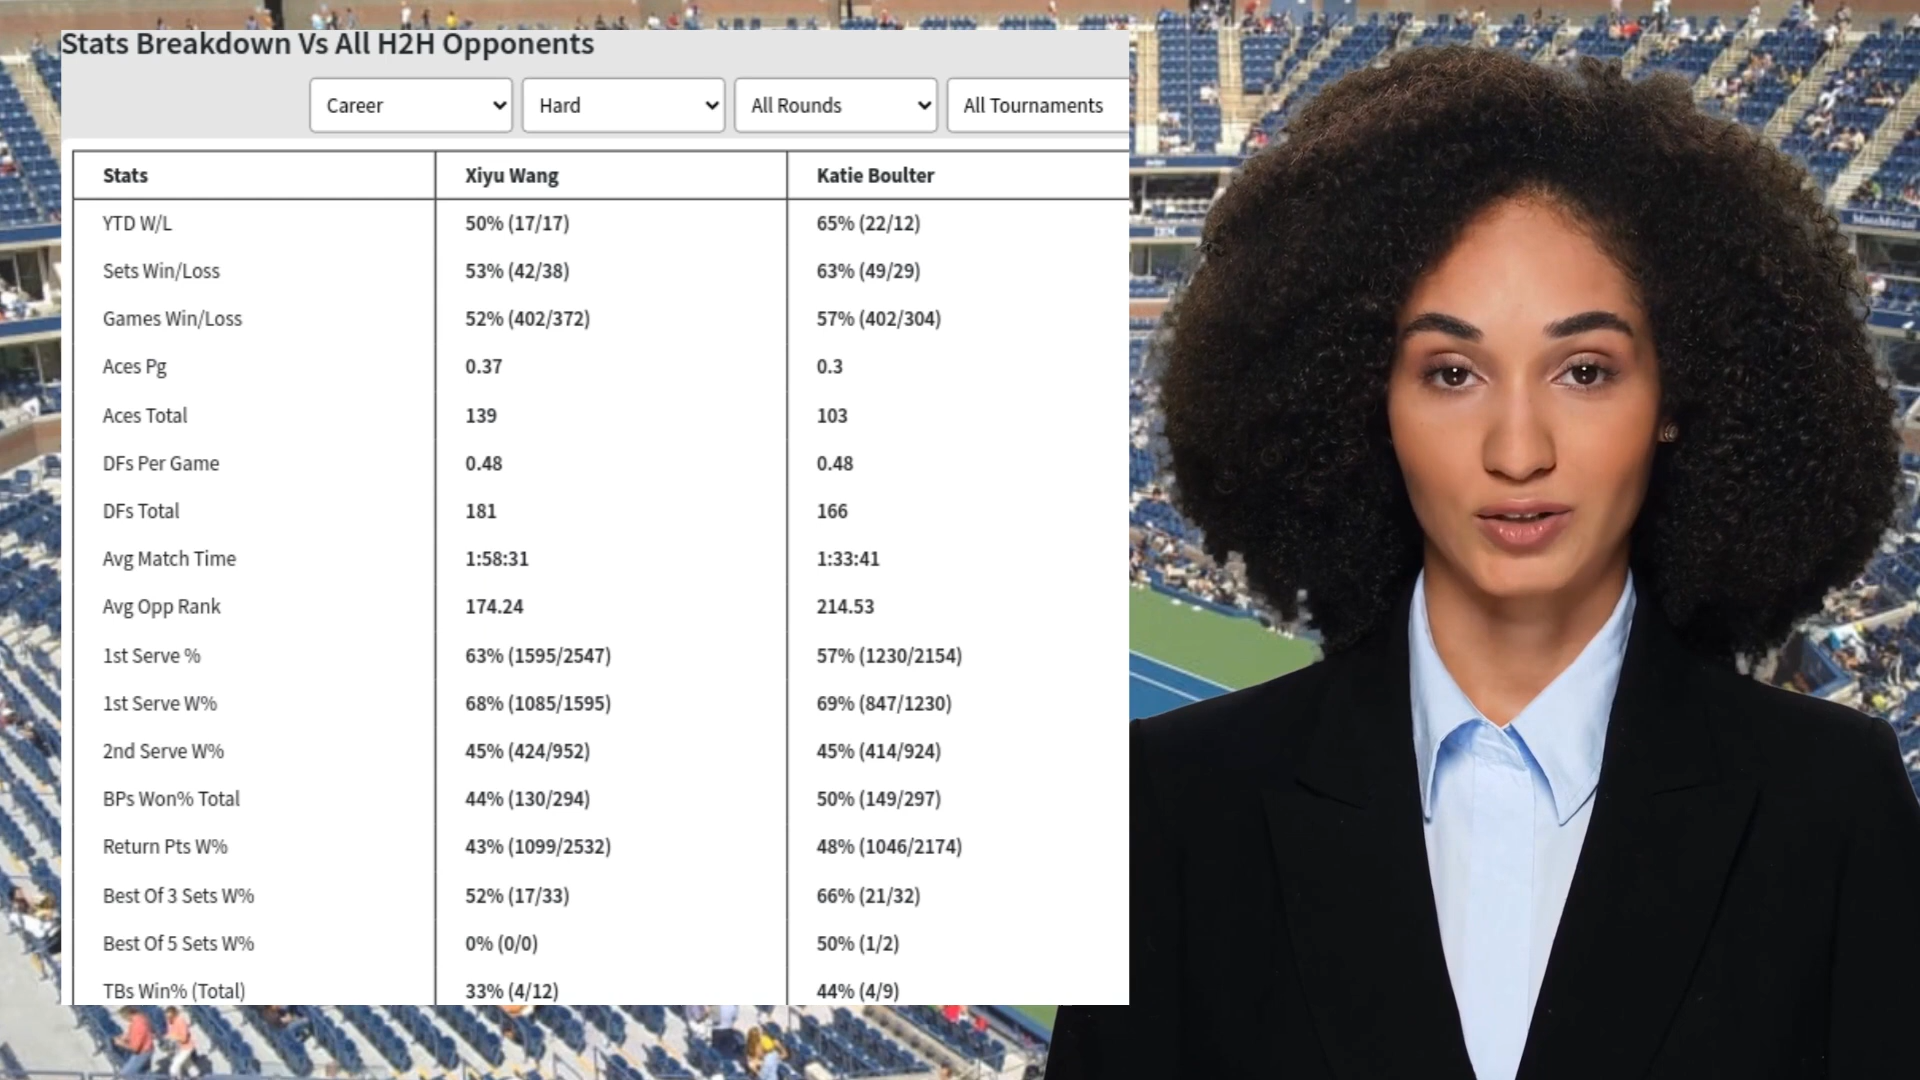 Stats Breakdown Vs All H2H Opponents
Career Hard All Rounds All Tournaments
Stats Xiyu Wang Katie Boulter
YTD W/L 50% (17/17) 65% (22/12)
Sets Win/Loss 53% (42/38) 63% (49/29)
Games Win/Loss 52% (402/372) 57% (402/304)
Aces Pg 0.37 0.3
Aces Total 139 103
DFs Per Game 0.48 0.48
DFs Total 181 166
Avg Match Time 1:58:31 1:33:41
Avg Opp Rank 174.24 214.53
1st Serve % 63% (1595/2547) 57% (1230/2154)
1st Serve W% 68% (1085/1595) 69% (847/1230)
2nd Serve W% 45% (424/952) 45% (414/924)
BPs Won% Total 44% (130/294) 50% (149/297)
Return Pts W% 43% (1099/2532) 48% (1046/2174)
Best Of 3 Sets W% 52% (17/33) 66% (21/32)
Best Of 5 Sets W% 0% (0/0) 50% (1/2)
TBs Win% (Total) 33% (4/12) 44% (4/9)
IBM
MassMutual